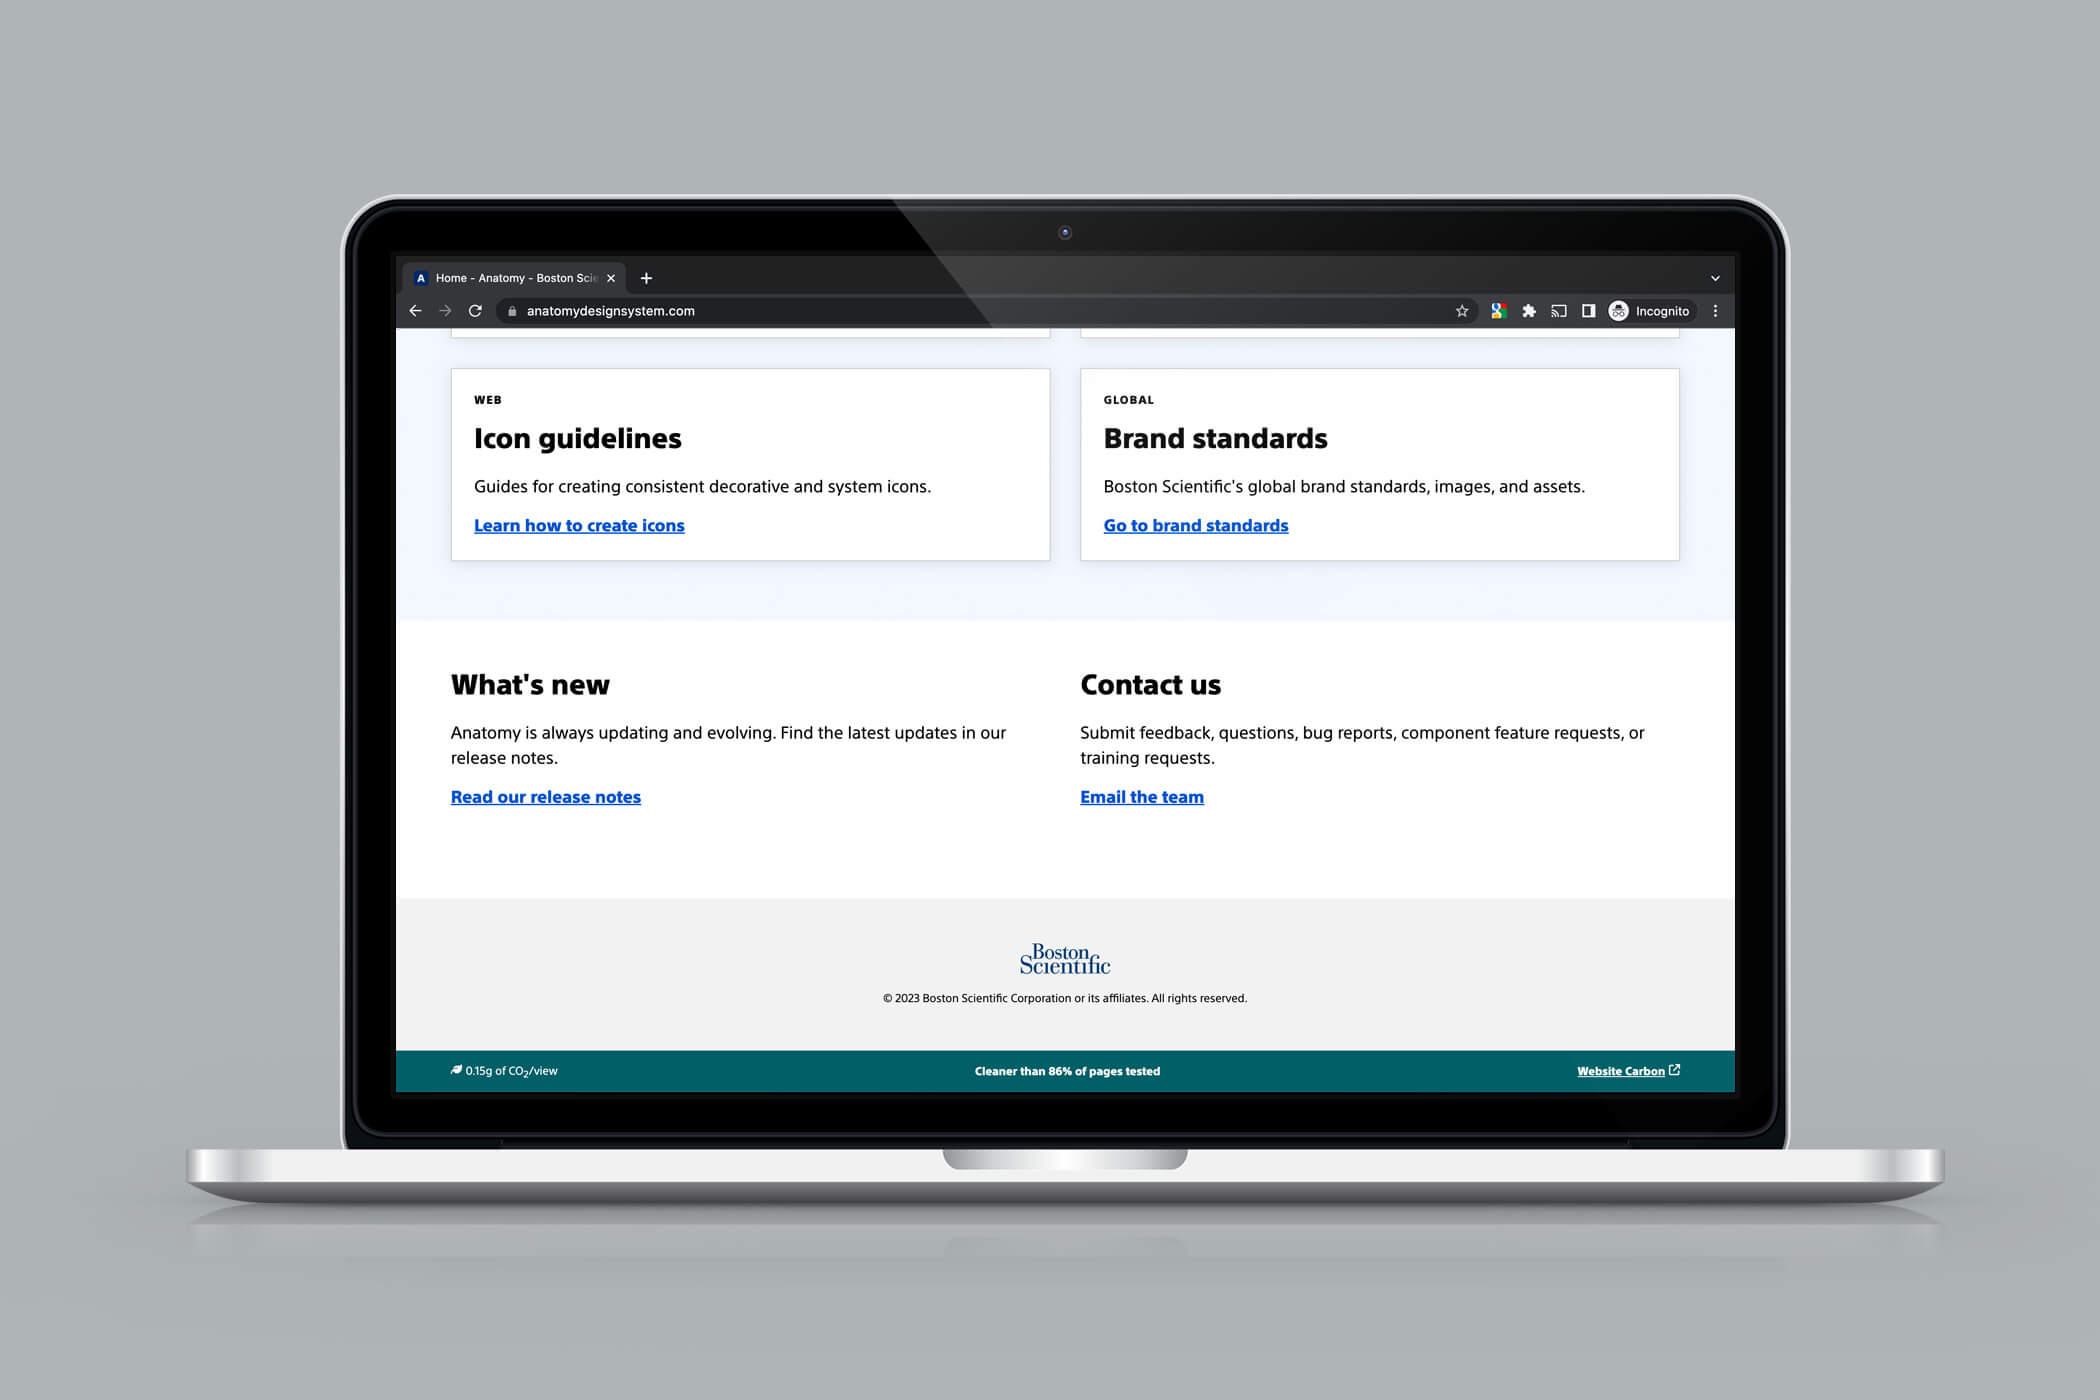 A Home - Anatomy - Boston Scie
anatomydesignsystem.com
Incognito
WEB
Icon guidelines
Guides for creating consistent decorative and system icons.
Learn how to create icons
GLOBAL
Brand standards
Boston Scientific's global brand standards, images, and assets.
Go to brand standards
What's new
Anatomy is always updating and evolving. Find the latest updates in our
release notes.
Read our release notes
Contact us
Submit feedback, questions, bug reports, component feature requests, or
training requests.
Email the team
Boston
Scientific
© 2023 Boston Scientific Corporation or its affiliates. All rights reserved.
0.15g of CO₂/view
Cleaner than 86% of pages tested
Website Carbon